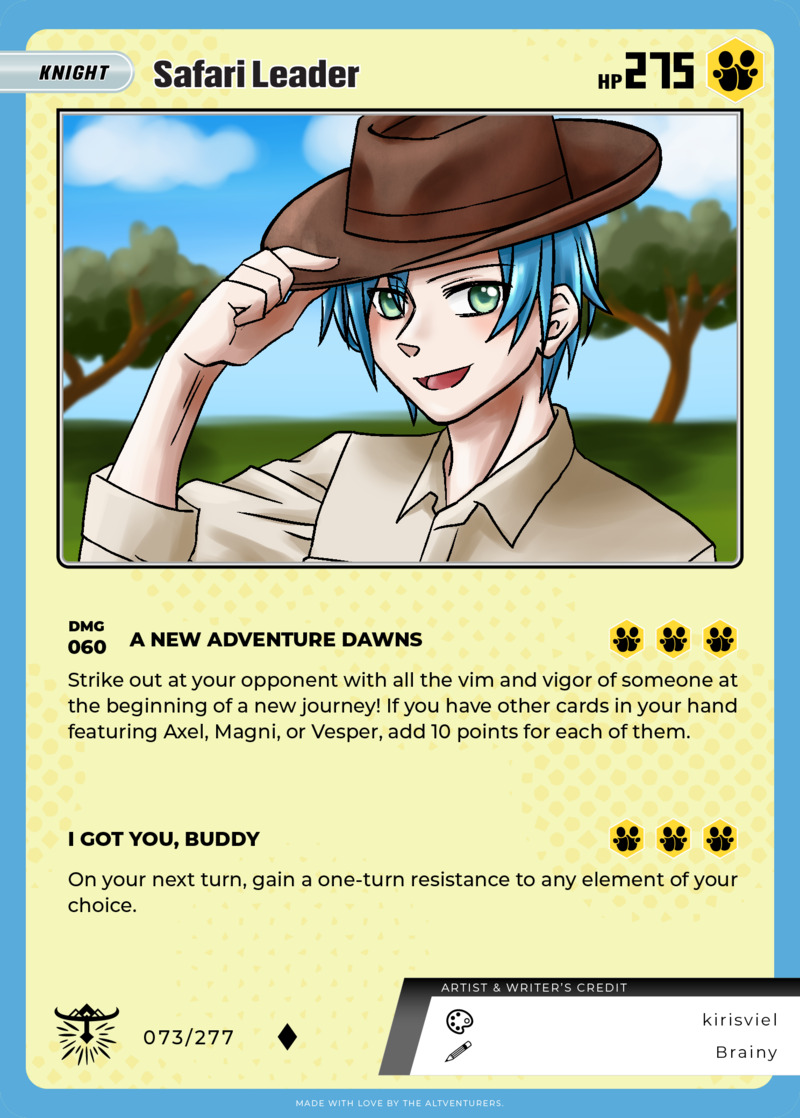 KNIGHT
Safari Leader
HP 275
DMG
060
A NEW ADVENTURE DAWNS
Strike out at your opponent with all the vim and vigor of someone at
the beginning of a new journey! If you have other cards in your hand
featuring Axel, Magni, or Vesper, add 10 points for each of them.
I GOT YOU, BUDDY
On your next turn, gain a one-turn resistance to any element of your
choice.
073/277
ARTIST & WRITER'S CREDIT
kirisviel
Brainy
MADE WITH LOVE BY THE ALTVENTURERS.